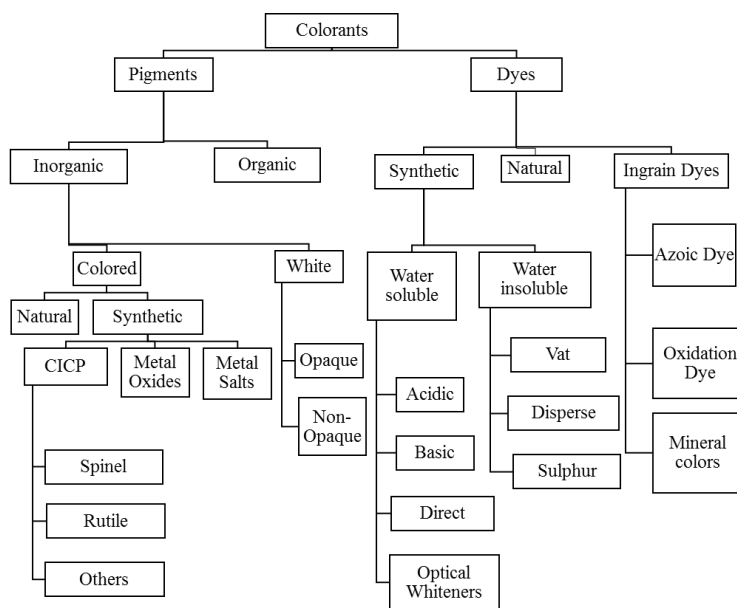 Colorants
Pigments
Dyes
Inorganic
Organic
Synthetic
Natural
Ingrain Dyes
Colored
White
Water
soluble
Water
insoluble
Azoic Dye
Natural
Synthetic
CICP
Metal
Oxides
Metal
Salts
Opaque
Non-
Opaque
Vat
Oxidation
Dye
Acidic
Disperse
Mineral
colors
Basic
Sulphur
Spinel
Rutile
Others
Direct
Optical
Whiteners